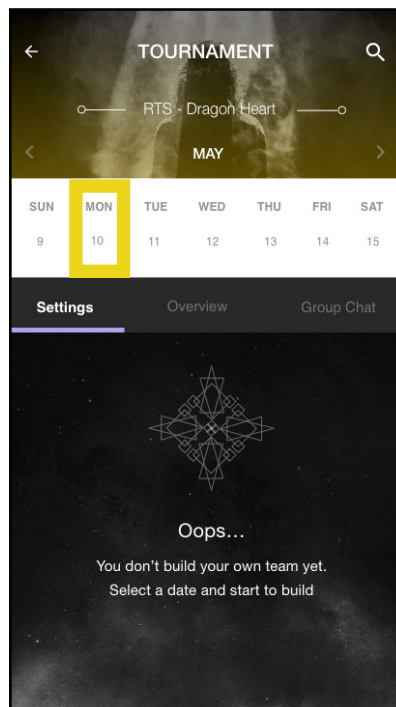 TOURNAMENT
RTS - Dragon Heart
MAY
SUN MON TUE WED THU FRI SAT
9 10 11 12 13 14 15
Settings Overview Group Chat
Oops...
You don't build your own team yet.
Select a date and start to build